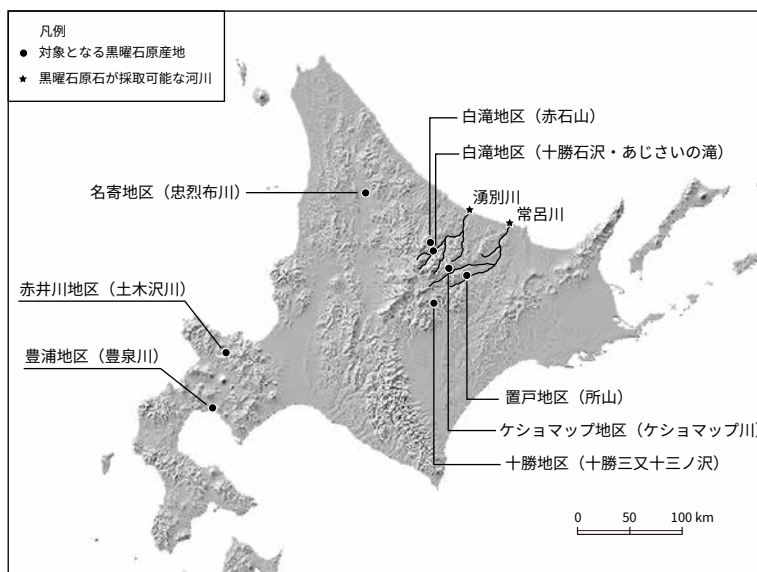 凡例
対象となる黒曜石原産地
黒曜石原石が採取可能な河川
白滝地区（赤石山）
白滝地区（十勝石沢・あじさいの滝）
名寄地区（忠烈布川）
湧別川
常呂川
赤井川地区（土木沢川）
豊浦地区（豊泉川）
置戸地区（所山）
ケショマップ地区（ケショマップ川）
十勝地区（十勝三又十三ノ沢）
0 50 100 km